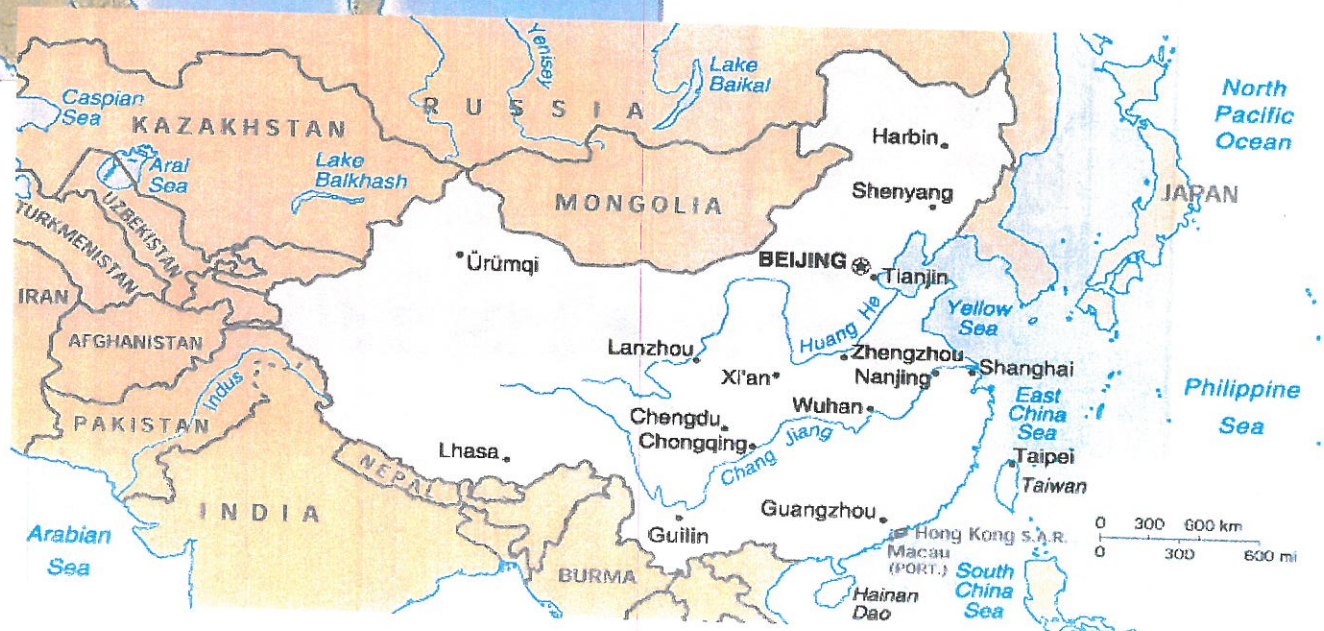 Caspian
Sea
KAZAKHSTAN
Aral
Sea
Lake
Balkhash
RUSSIA
Yenisey
Lake
Baikal
MONGOLIA
Harbin
Shenyang
North
Pacific
Ocean
JAPAN
UZBEKISTAN
TURKMENISTAN
IRAN
AFGHANISTAN
PAKISTAN
Indus
Ürümqi
BEIJING
Tianjin
Yellow
Sea
Huang He
Lanzhou
Zhengzhou
Xi'an
Nanjing
Shanghai
Wuhan
Chengdu
Chongqing
Chang Jiang
East
China
Sea
Philippine
Sea
Lhasa
NEPAL
INDIA
Arabian
Sea
Taipei
Taiwan
Guilin
Guangzhou
Hong Kong S.A.R.
Macau
(PORT.)
BURMA
Hainan
Dao
South
China
Sea
0 300 600 km
0 300 600 mi